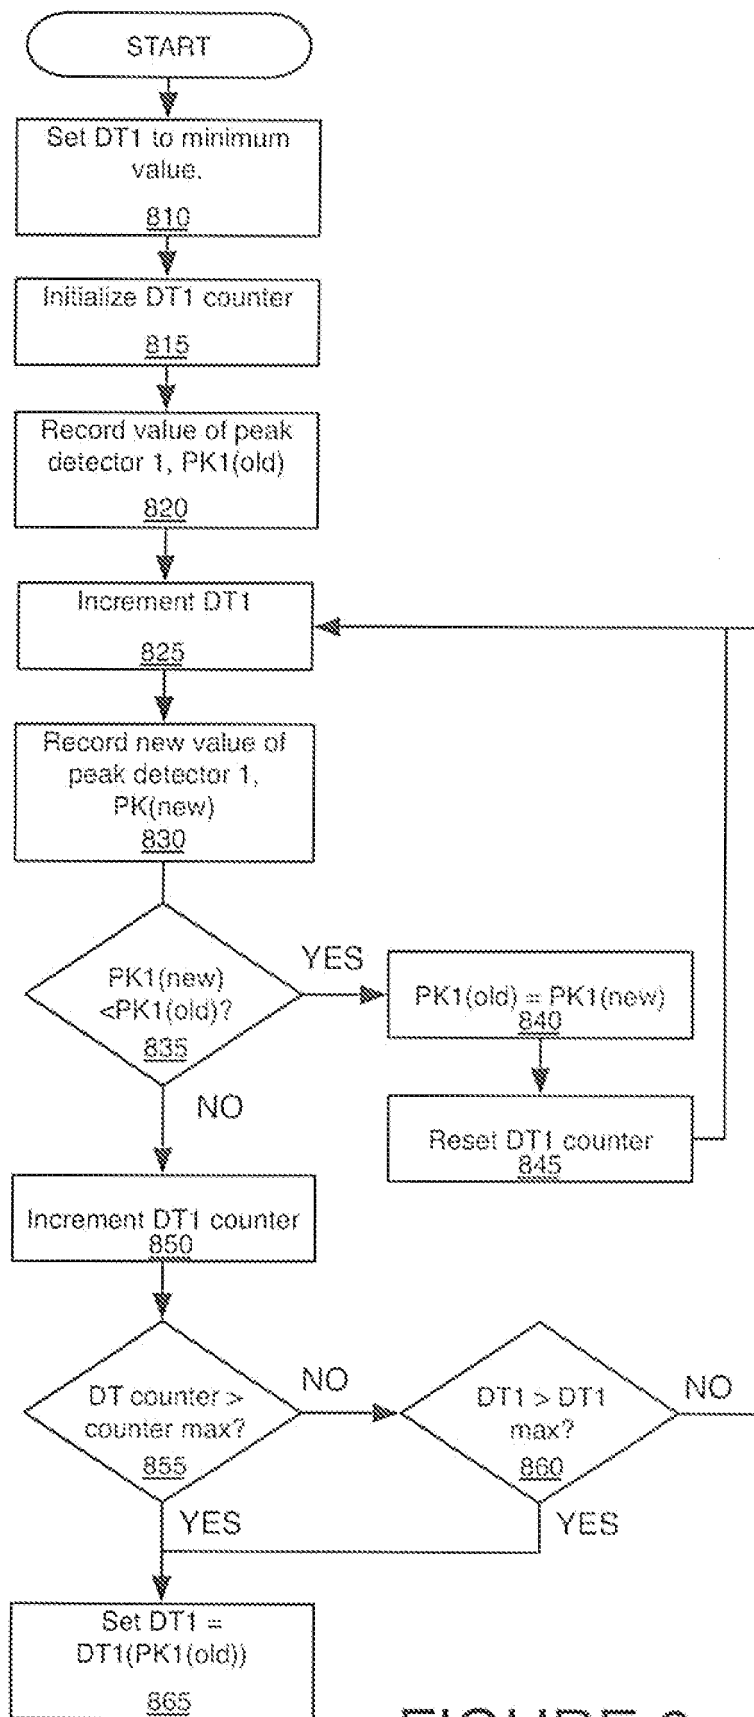 START
Set DT1 to minimum
value.
810
Initialize DT1 counter
815
Record value of peak
detector 1, PK1(old)
820
Increment DT1
825
Record new value of
peak detector 1,
PK(new)
830
PK1(new)
<PK1(old)?
835
YES
PK1(old) = PK1(new)
840
NO
Reset DT1 counter
845
Increment DT1 counter
850
DT counter >
counter max?
855
NO
DT1 > DT1
max?
860
NO
YES
YES
Set DT1 =
DT1(PK1(old))
865
FIGURE